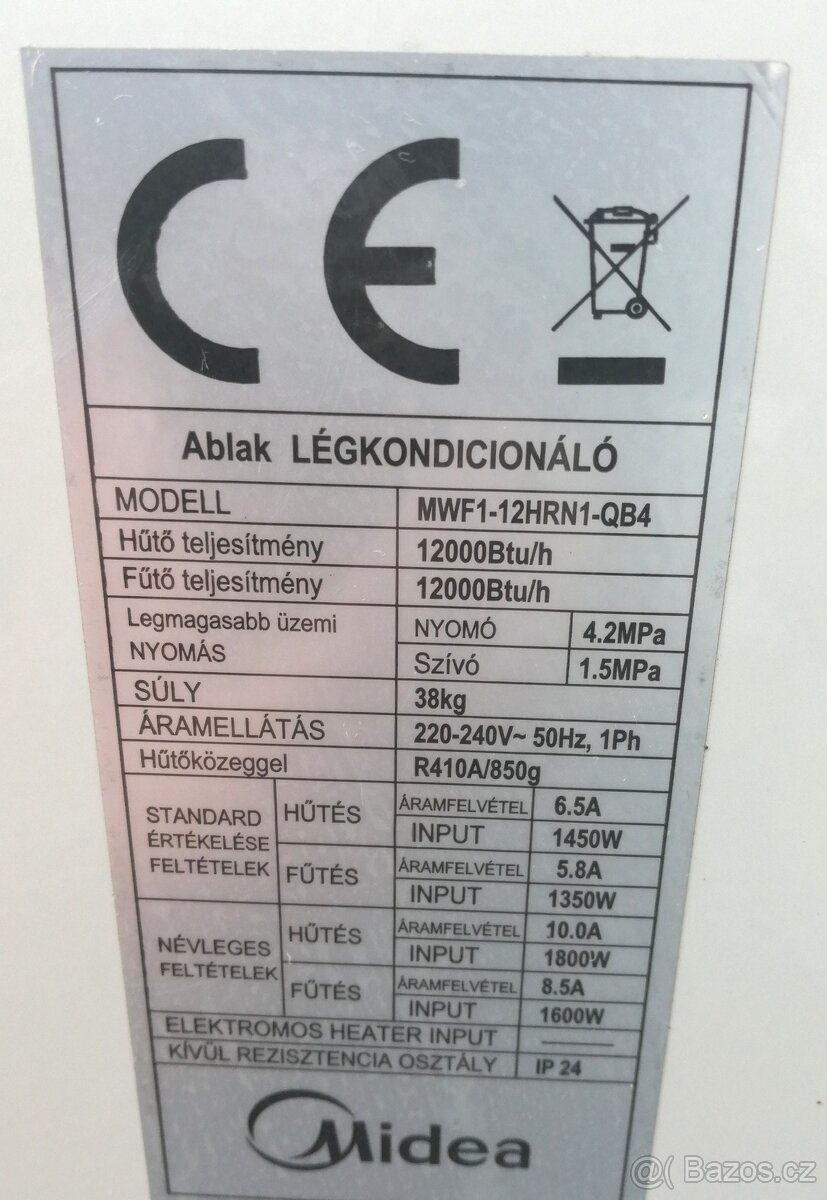 CE
Ablak LÉGKONDICIONÁLÓ
MODELL MWF1-12HRN1-QB4
Hűtő teljesítmény 12000Btu/h
Fűtő teljesítmény 12000Btu/h
Legmagasabb üzemi NYOMÁS NYOMÓ 4.2MPa
Szívó 1.5MPa
SÚLY 38kg
ÁRAMELLÁTÁS 220-240V~ 50Hz, 1Ph
Hűtőközeggel R410A/850g
STANDARD ÉRTÉKELÉSE FELTÉTELEK HŰTÉS ÁRAMFELVÉTEL 6.5A
INPUT 1450W
FŰTÉS ÁRAMFELVÉTEL 5.8A
INPUT 1350W
NÉVLEGES FELTÉTELEK HŰTÉS ÁRAMFELVÉTEL 10.0A
INPUT 1800W
FŰTÉS ÁRAMFELVÉTEL 8.5A
INPUT 1600W
ELEKTROMOS HEATER INPUT ——
KÍVÜL REZISZTENCIA OSZTÁLY IP 24
Midea
@( Bazos.cz